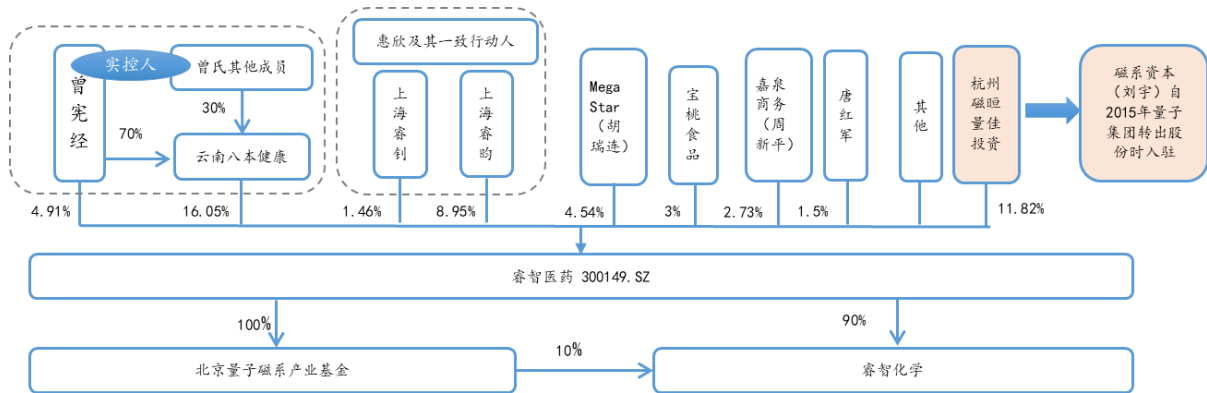 实控人
曾宪经
曾氏其他成员
30%
70%
云南八本健康
惠欣及其一致行动人
上海睿钊
上海睿昀
Mega
Star
(胡
瑞连)
宝桃食品
嘉泉
商务
(周
新平)
唐红军
其他
杭州
磁晅
量佳
投资
磁系资本
(刘宇)自
2015年量子
集团转出股
份时入驻
4.91%
16.05%
1.46%
8.95%
4.54%
3%
2.73%
1.5%
11.82%
睿智医药 300149.SZ
100%
90%
北京量子磁系产业基金
10%
睿智化学